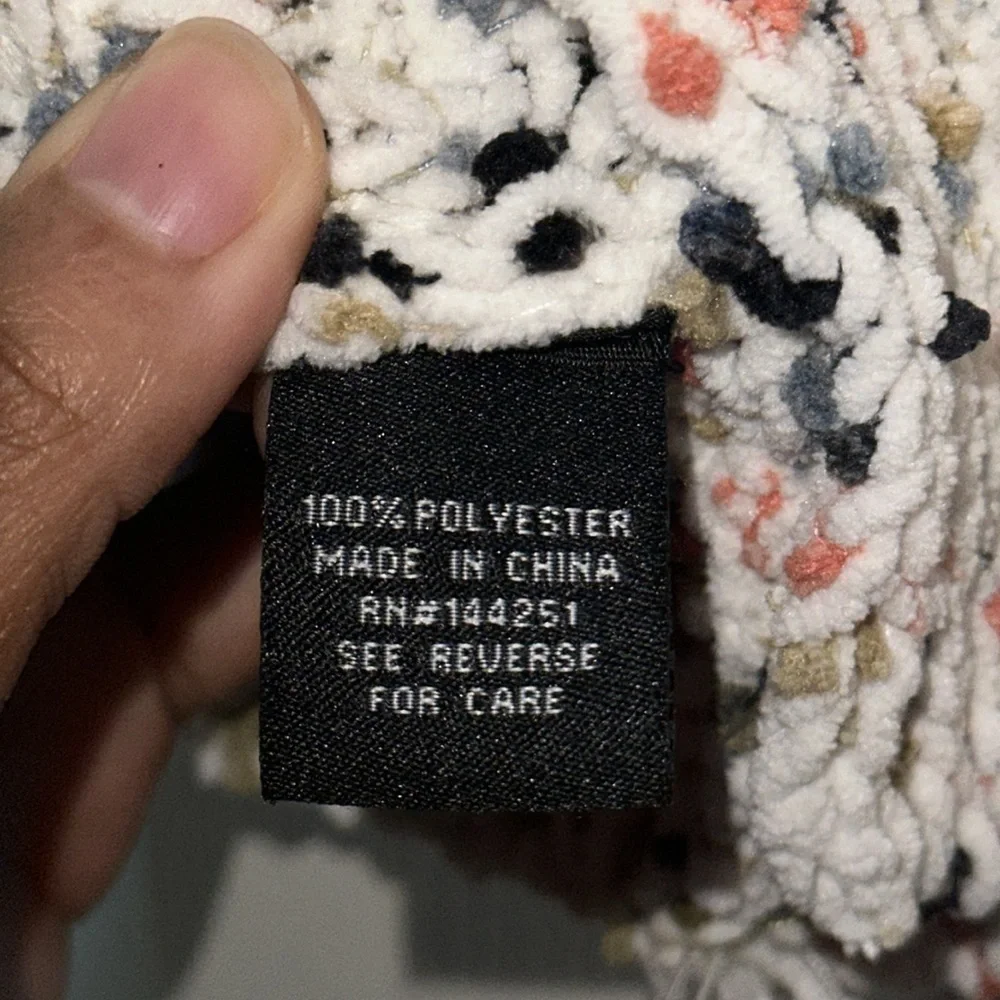 100% POLYESTER
MADE IN CHINA
RN#144251
SEE REVERSE
FOR CARE